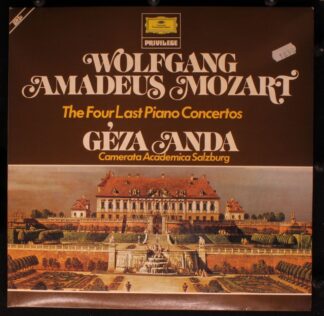 PRIVILEGE
WOLFGANG
AMADEUS MOZART
The Four Last Piano Concertos
GÉZA ANDA
Camerata Academica Salzburg